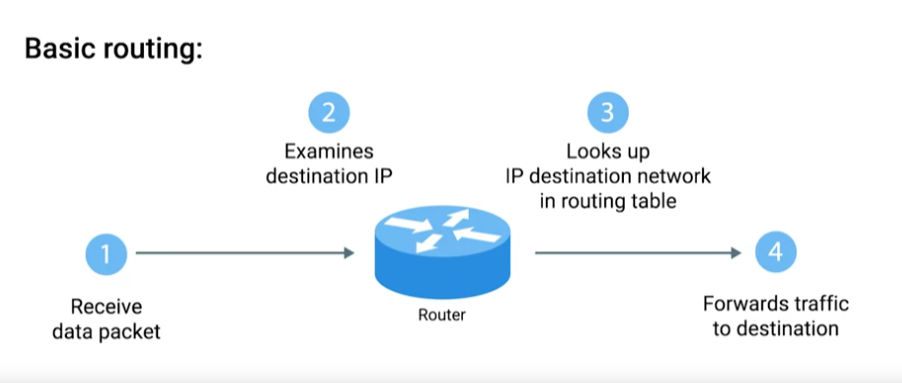 Basic routing:
1
Receive
data packet
2
Examines
destination IP
Router
3
Looks up
IP destination network
in routing table
4
Forwards traffic
to destination